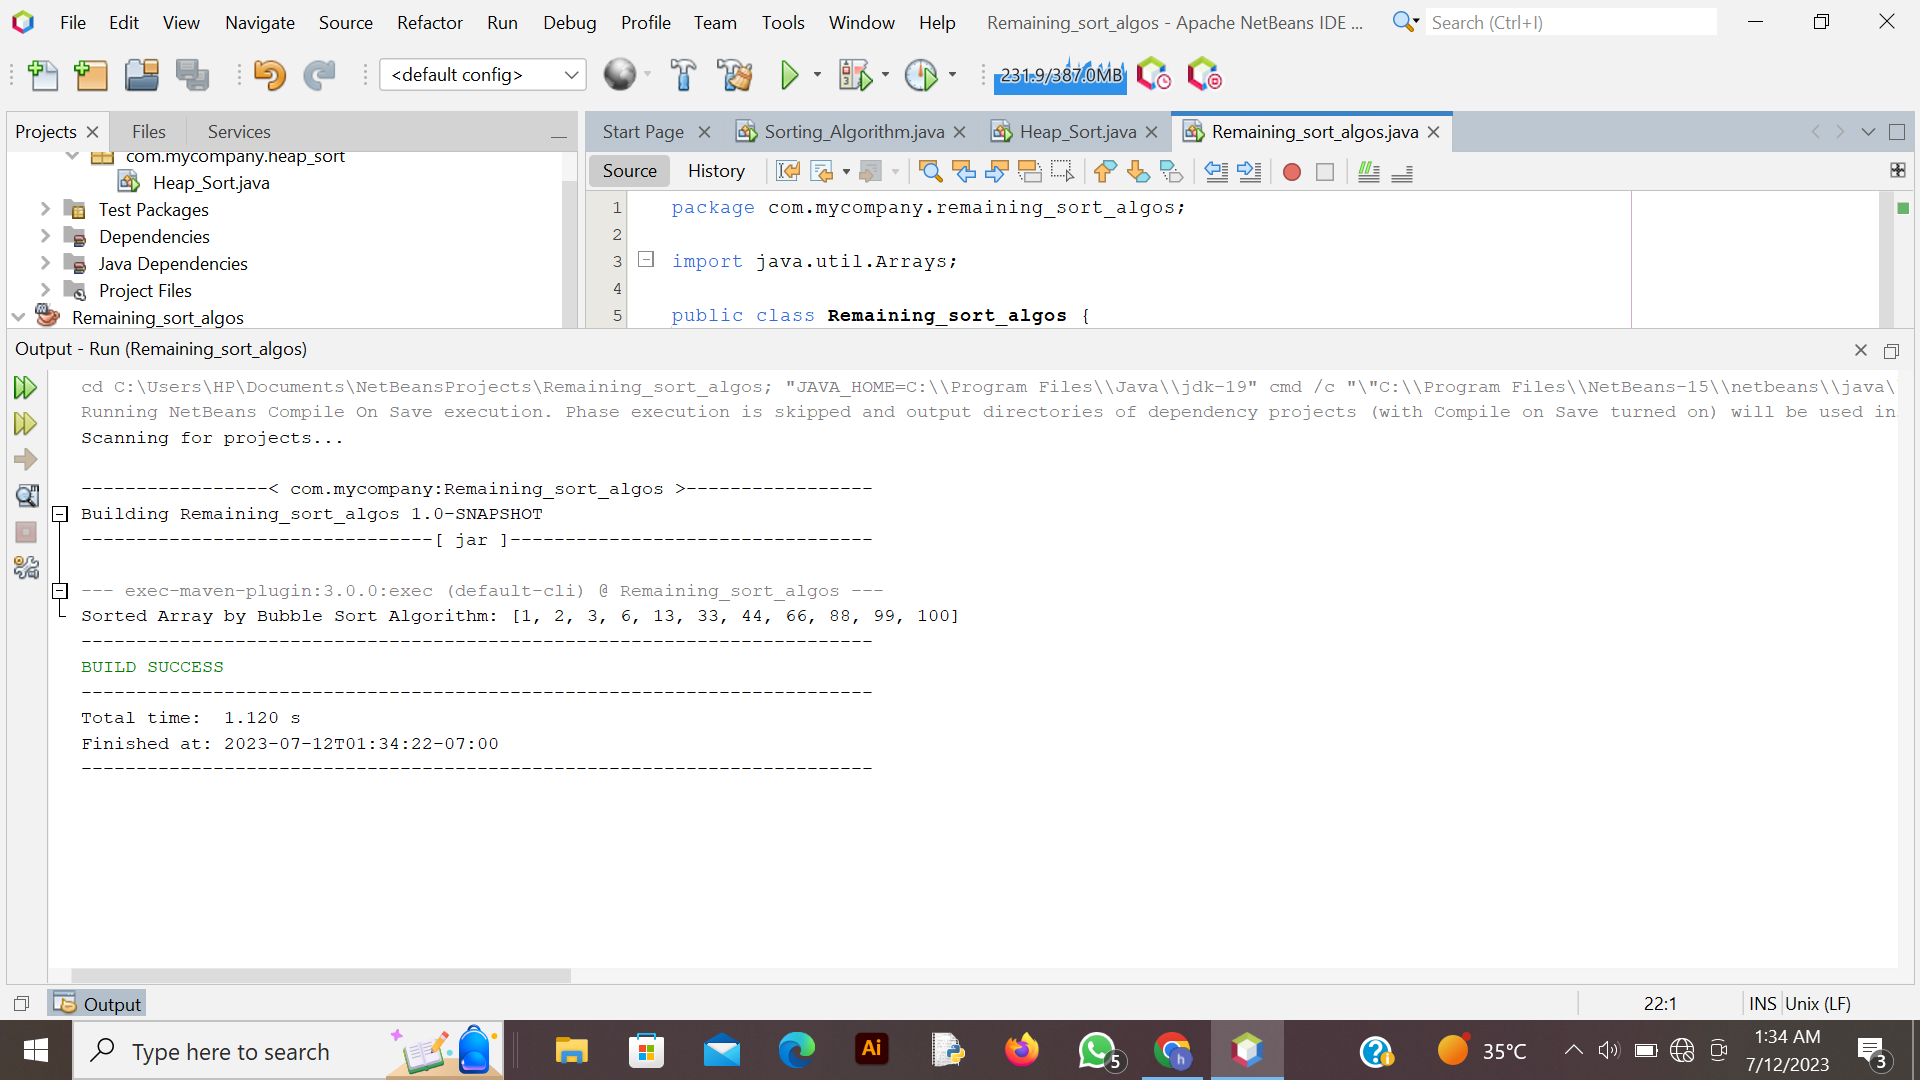 File Edit View Navigate Source Refactor Run Debug Profile Team Tools Window Help Remaining_sort_algos - Apache NetBeans IDE ... Search (Ctrl+I)
<default config> 231.9/387.0MB
Projects Files Services
Start Page Sorting_Algorithm.java Heap_Sort.java Remaining_sort_algos.java
com.mycompany.heap_sort
Heap_Sort.java
Test Packages
Dependencies
Java Dependencies
Project Files
Remaining_sort_algos
Source History
1 package com.mycompany.remaining_sort_algos;
2
3 import java.util.Arrays;
4
5 public class Remaining_sort_algos {
Output - Run (Remaining_sort_algos)
cd C:\Users\HP\Documents\NetBeansProjects\Remaining_sort_algos; "JAVA_HOME=C:\\Program Files\\Java\\jdk-19" cmd /c "\"C:\\Program Files\\NetBeans-15\\netbeans\\java\
Running NetBeans Compile On Save execution. Phase execution is skipped and output directories of dependency projects (with Compile on Save turned on) will be used in
Scanning for projects...
-----------------< com.mycompany:Remaining_sort_algos >-----------------
Building Remaining_sort_algos 1.0-SNAPSHOT
--------------------------------[ jar ]---------------------------------
--- exec-maven-plugin:3.0.0:exec (default-cli) @ Remaining_sort_algos ---
Sorted Array by Bubble Sort Algorithm: [1, 2, 3, 6, 13, 33, 44, 66, 88, 99, 100]
------------------------------------------------------------------------
BUILD SUCCESS
------------------------------------------------------------------------
Total time:  1.120 s
Finished at: 2023-07-12T01:34:22-07:00
------------------------------------------------------------------------
Output
22:1 INS Unix (LF)
Type here to search
Ai
5
h
35°C
1:34 AM
7/12/2023
3